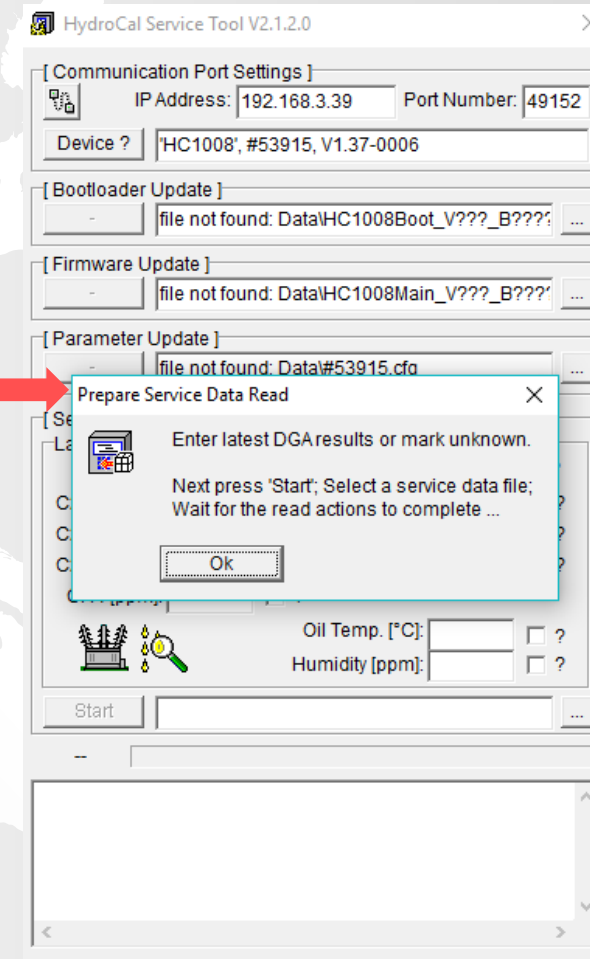 HydroCal Service Tool V2.1.2.0
[ Communication Port Settings ]
IP Address: 192.168.3.39 Port Number: 49152
Device ? 'HC1008', #53915, V1.37-0006
[ Bootloader Update ]
- file not found: Data\HC1008Boot_V???_B???? ...
[ Firmware Update ]
- file not found: Data\HC1008Main_V???_B???? ...
[ Parameter Update ]
- file not found: Data\#53915.cfg ...
Prepare Service Data Read
Enter latest DGA results or mark unknown.
Next press 'Start'; Select a service data file;
Wait for the read actions to complete ...
Ok
Oil Temp. [°C]: ?
Humidity [ppm]: ?
Start ...
--